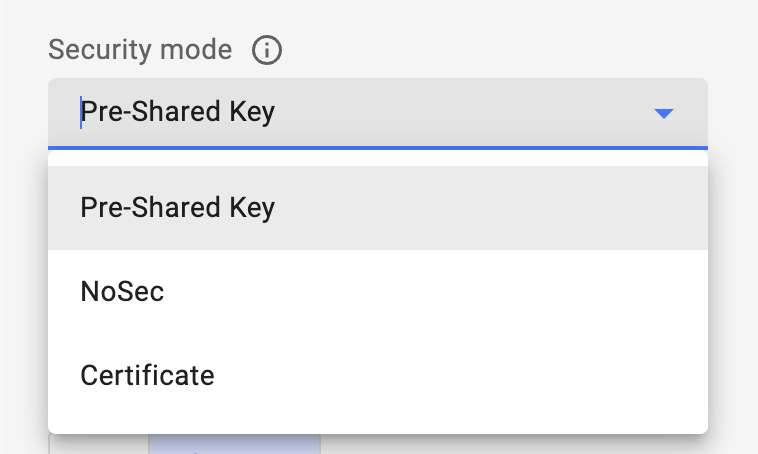 Security mode
Pre-Shared Key
Pre-Shared Key
NoSec
Certificate